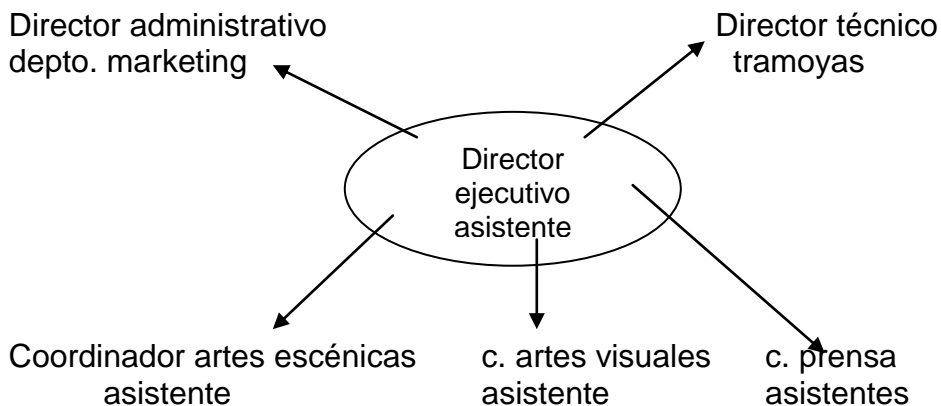 Director administrativo
depto. marketing
Director técnico
tramoyas
Director
ejecutivo
asistente
Coordinador artes escénicas
asistente
c. artes visuales
asistente
c. prensa
asistentes